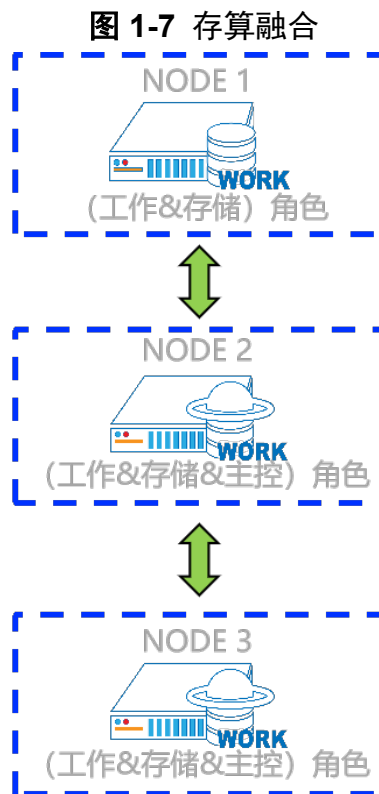 图 1-7 存算融合
NODE 1
WORK
（工作&存储）角色
NODE 2
WORK
（工作&存储&主控）角色
NODE 3
WORK
（工作&存储&主控）角色